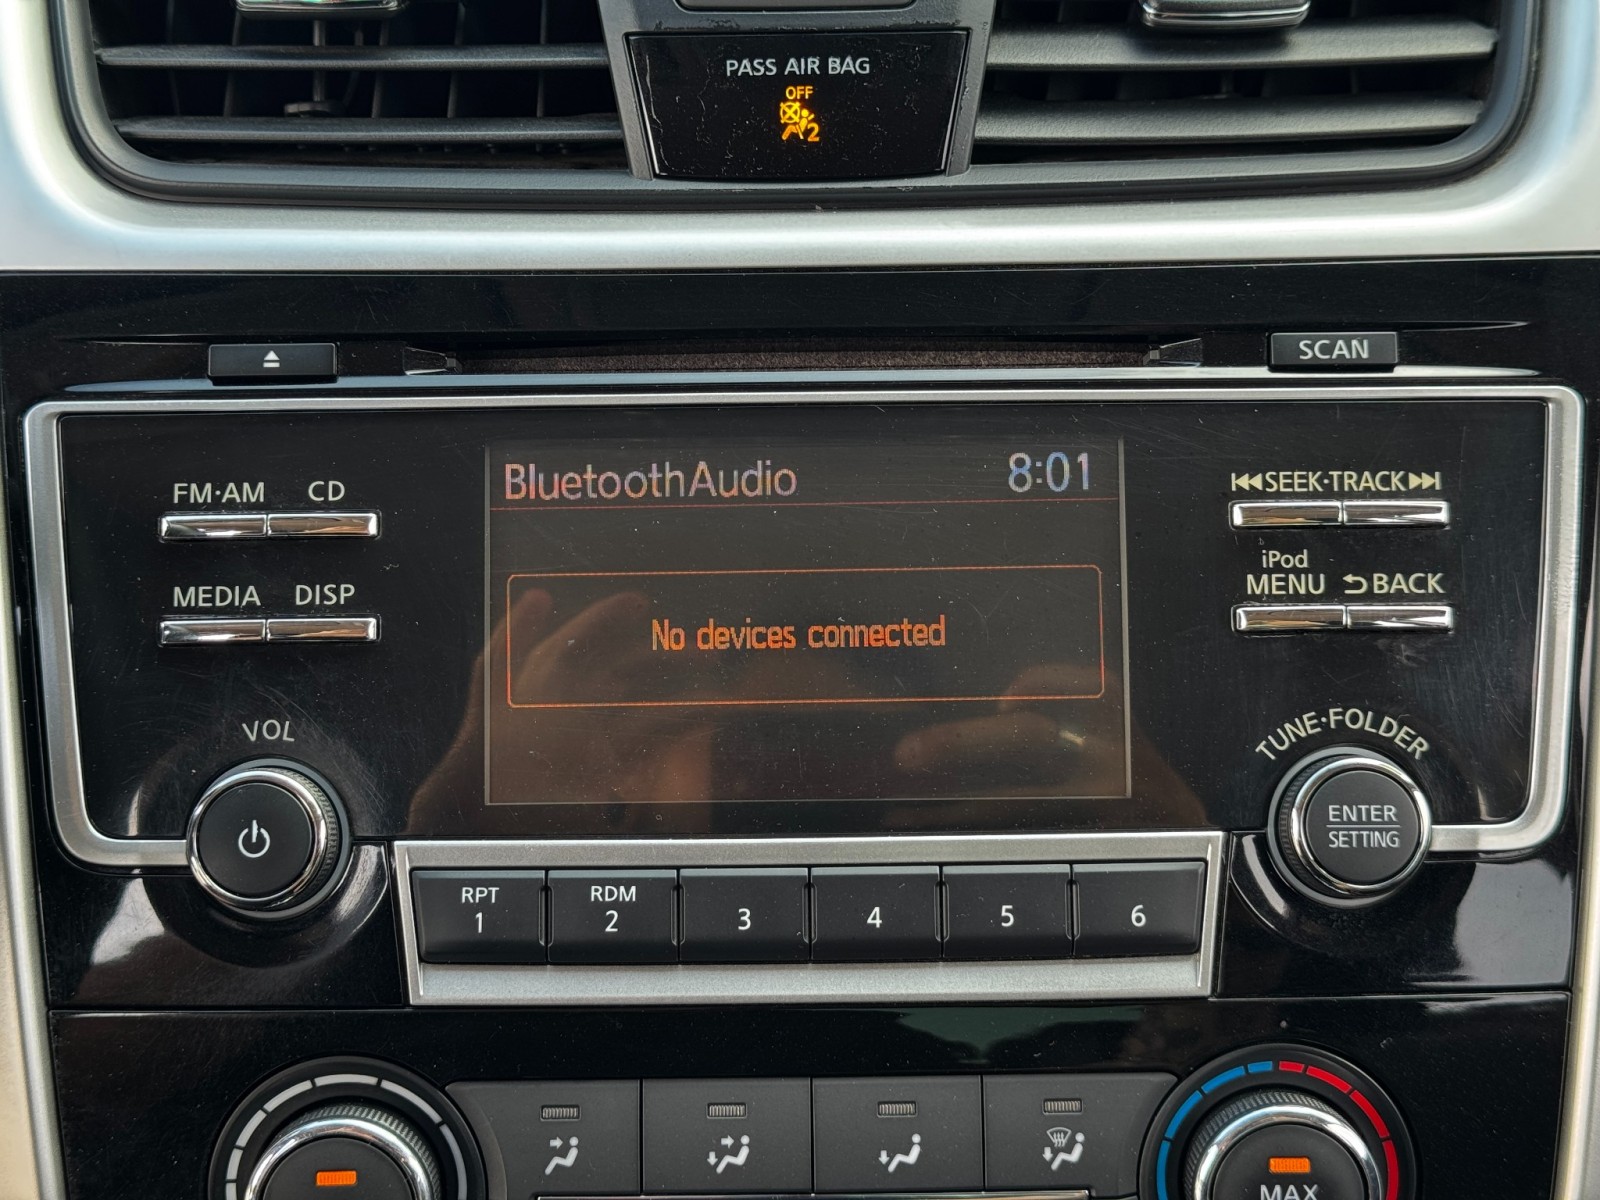 PASS AIR BAG
OFF
2
SCAN
BluetoothAudio 8:01
FM·AM CD
SEEK·TRACK
iPod
MENU BACK
MEDIA DISP
No devices connected
VOL
TUNE·FOLDER
ENTER
SETTING
RPT RDM
1 2 3 4 5 6
MAX